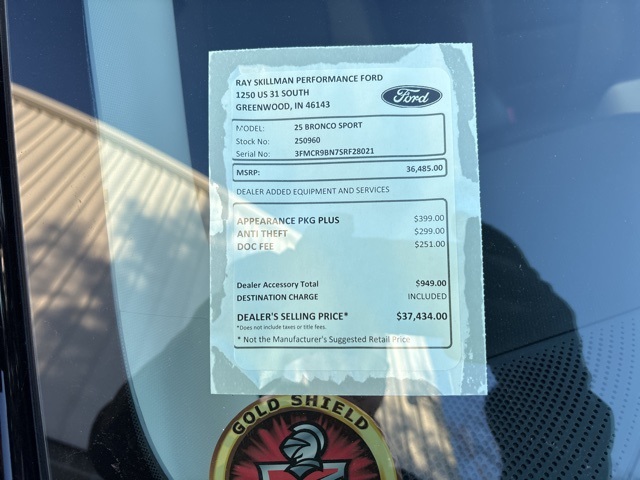 RAY SKILLMAN PERFORMANCE FORD
1250 US 31 SOUTH
GREENWOOD, IN 46143
Ford
MODEL: 25 BRONCO SPORT
Stock No: 250960
Serial No: 3FMCR9BN7SRF28021
MSRP: 36,485.00
DEALER ADDED EQUIPMENT AND SERVICES
APPEARANCE PKG PLUS $399.00
ANTI THEFT $299.00
DOC FEE $251.00
Dealer Accessory Total $949.00
DESTINATION CHARGE INCLUDED
DEALER'S SELLING PRICE* $37,434.00
*Does not include taxes or title fees.
* Not the Manufacturer's Suggested Retail Price
GOLD SHIELD